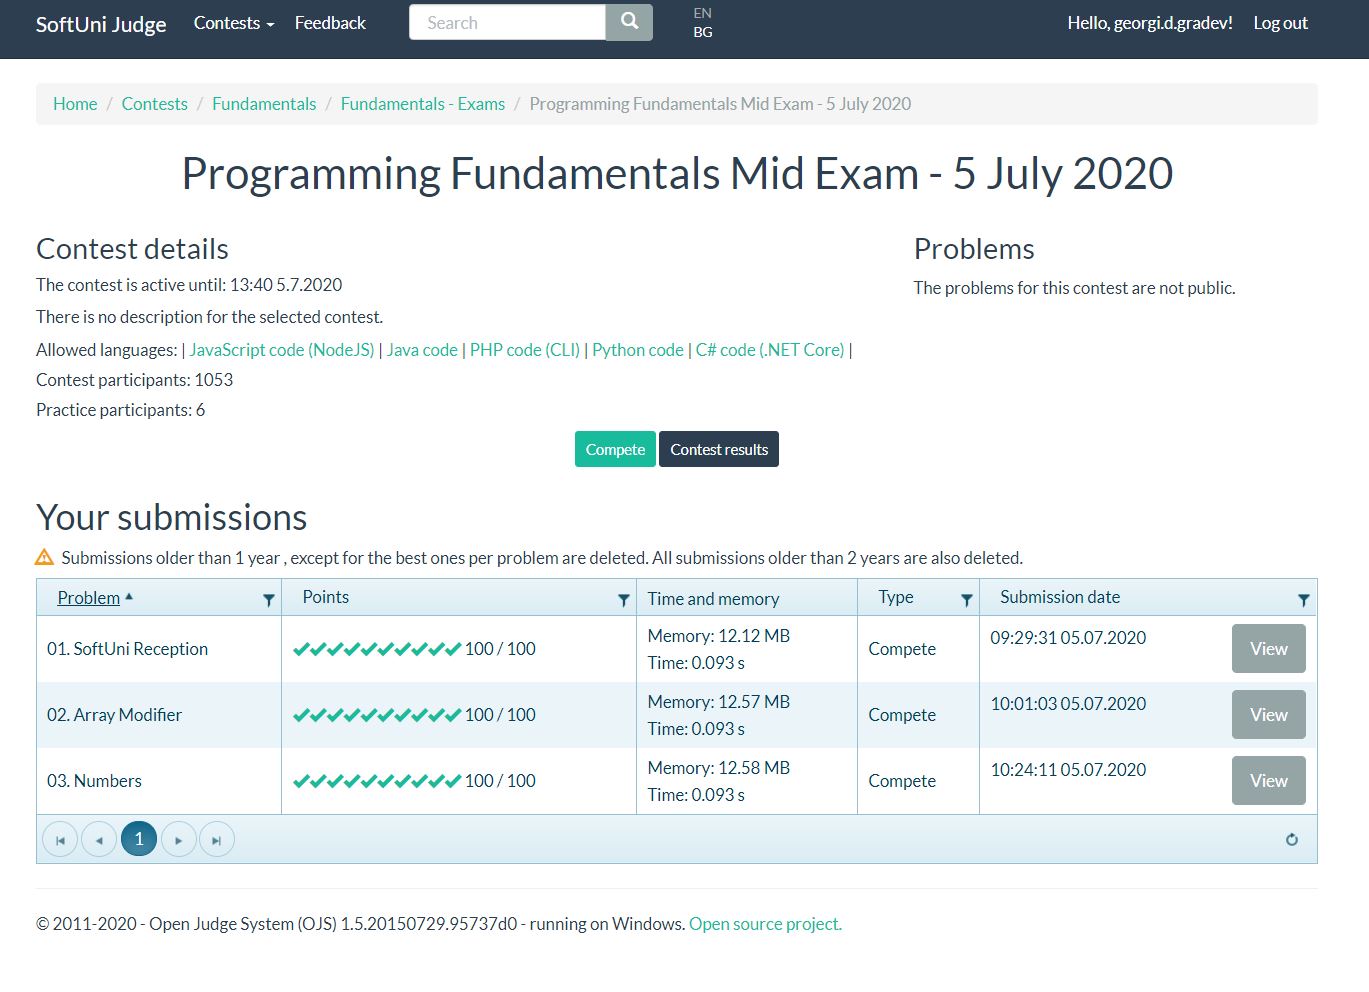 SoftUni Judge Contests Feedback Search EN BG Hello, georgi.d.gradev! Log out
Home / Contests / Fundamentals / Fundamentals - Exams / Programming Fundamentals Mid Exam - 5 July 2020
Programming Fundamentals Mid Exam - 5 July 2020
Contest details
The contest is active until: 13:40 5.7.2020
There is no description for the selected contest.
Allowed languages: | JavaScript code (NodeJS) | Java code | PHP code (CLI) | Python code | C# code (.NET Core) |
Contest participants: 1053
Practice participants: 6
Problems
The problems for this contest are not public.
Compete Contest results
Your submissions
Submissions older than 1 year , except for the best ones per problem are deleted. All submissions older than 2 years are also deleted.
Problem Points Time and memory Type Submission date
01. SoftUni Reception 100 / 100 Memory: 12.12 MB Time: 0.093 s Compete 09:29:31 05.07.2020 View
02. Array Modifier 100 / 100 Memory: 12.57 MB Time: 0.093 s Compete 10:01:03 05.07.2020 View
03. Numbers 100 / 100 Memory: 12.58 MB Time: 0.093 s Compete 10:24:11 05.07.2020 View
1
© 2011-2020 - Open Judge System (OJS) 1.5.20150729.95737d0 - running on Windows. Open source project.